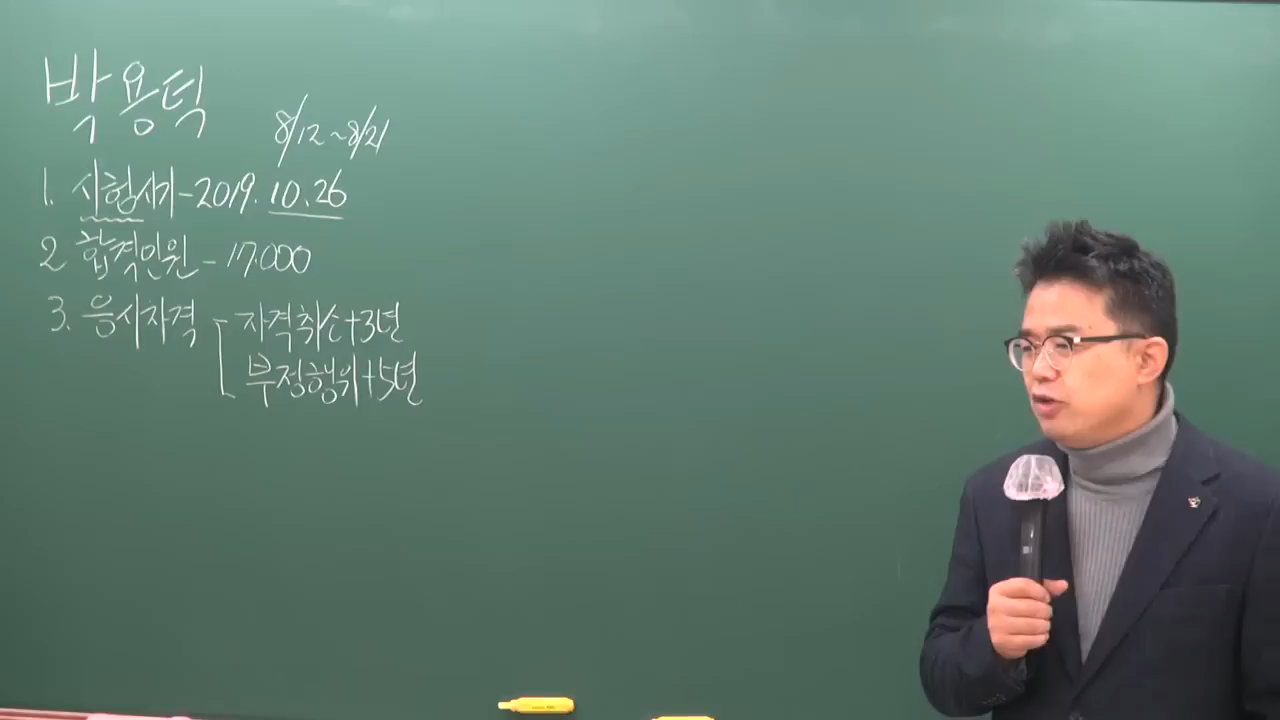 박용덕
8/12~8/21
1. 시험시기-2019. 10.26
2 합격인원-17.000
3. 응시자격 - 자격취소+3년
부정행위+5년